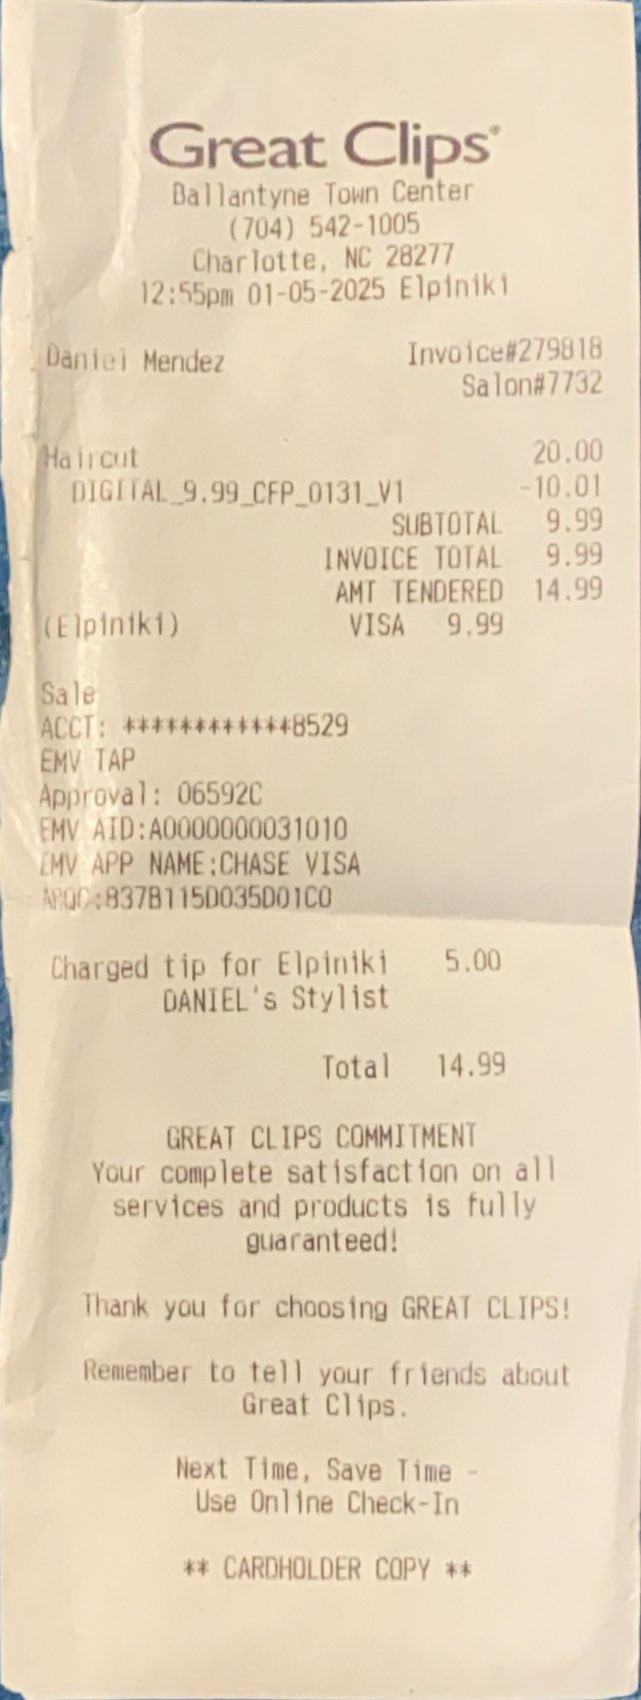 Great Clips®
Ballantyne Town Center
(704) 542-1005
Charlotte, NC 28277
12:55pm 01-05-2025 Elpiniki
Daniel Mendez Invoice#279818
Salon#7732
Haircut 20.00
DIGITAL_9.99_CFP_0131_V1 -10.01
SUBTOTAL 9.99
INVOICE TOTAL 9.99
AMT TENDERED 14.99
(Elpiniki) VISA 9.99
Sale
ACCT: ************8529
EMV TAP
Approval: 06592C
EMV AID:A0000000031010
EMV APP NAME:CHASE VISA
ARQC:837B115D035D01C0
Charged tip for Elpiniki 5.00
DANIEL's Stylist
Total 14.99
GREAT CLIPS COMMITMENT
Your complete satisfaction on all
services and products is fully
guaranteed!
Thank you for choosing GREAT CLIPS!
Remember to tell your friends about
Great Clips.
Next Time, Save Time -
Use Online Check-In
** CARDHOLDER COPY **